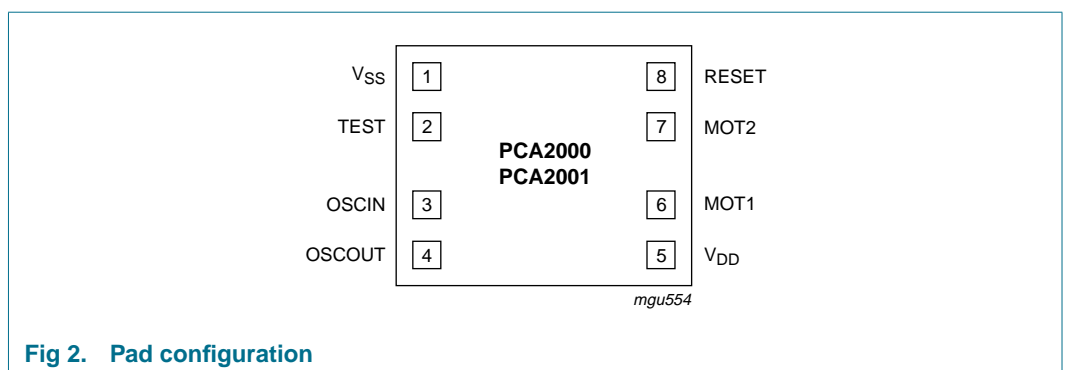 VSS 1 8 RESET
TEST 2 7 MOT2
PCA2000
PCA2001
OSCIN 3 6 MOT1
OSCOUT 4 5 VDD
mgu554
Fig 2. Pad configuration